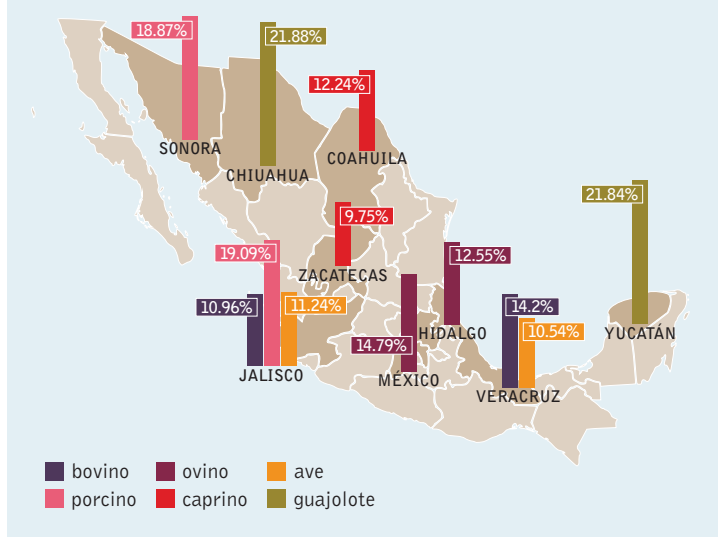 18.87%
21.88%
12.24%
SONORA
CHIUAHUA
COAHUILA
21.84%
9.75%
19.09%
12.55%
ZACATECAS
10.96%
11.24%
14.2%
HIDALGO
10.54%
YUCATÁN
14.79%
JALISCO
MÉXICO
VERACRUZ
bovino
ovino
ave
porcino
caprino
guajolote